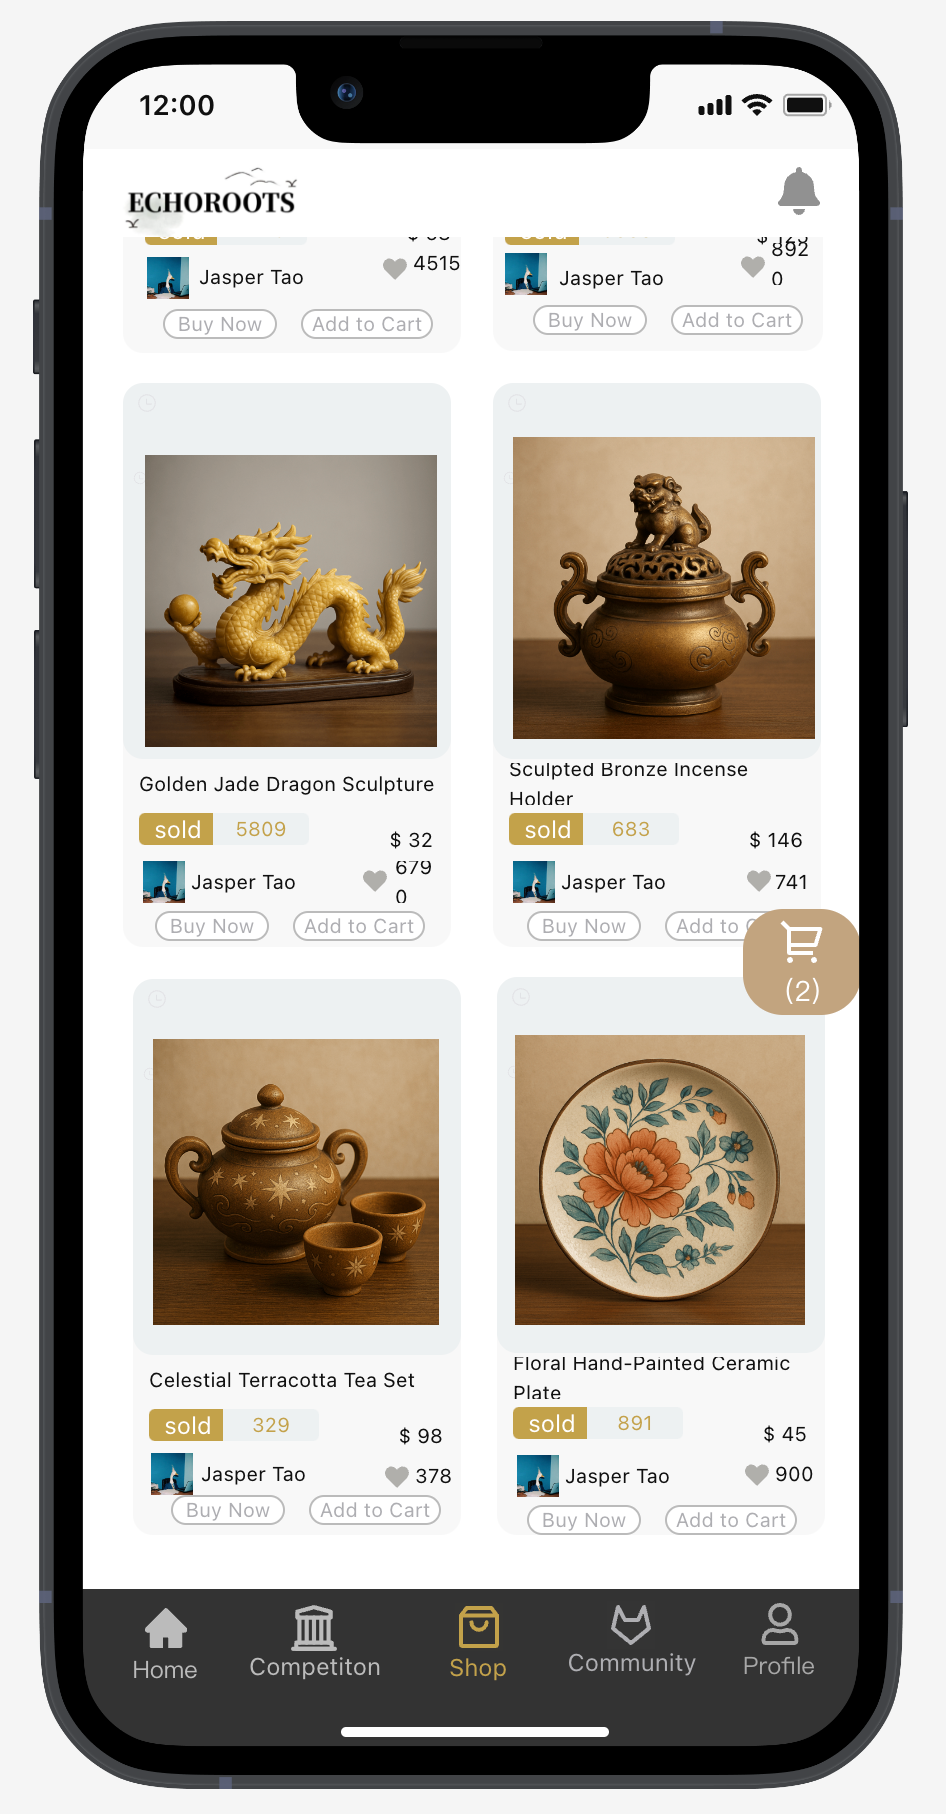 12:00
ECHOROOTS
sold
sold
Jasper Tao
4515
Jasper Tao
892
0
Buy Now
Add to Cart
Buy Now
Add to Cart
Golden Jade Dragon Sculpture
sold 5809
$ 32
Jasper Tao
679
0
Buy Now
Add to Cart
Sculpted Bronze Incense
Holder
sold 683
$ 146
Jasper Tao
741
Buy Now
Add to C
(2)
Celestial Terracotta Tea Set
sold 329
$ 98
Jasper Tao
378
Buy Now
Add to Cart
Floral Hand-Painted Ceramic
Plate
sold 891
$ 45
Jasper Tao
900
Buy Now
Add to Cart
Home
Competiton
Shop
Community
Profile